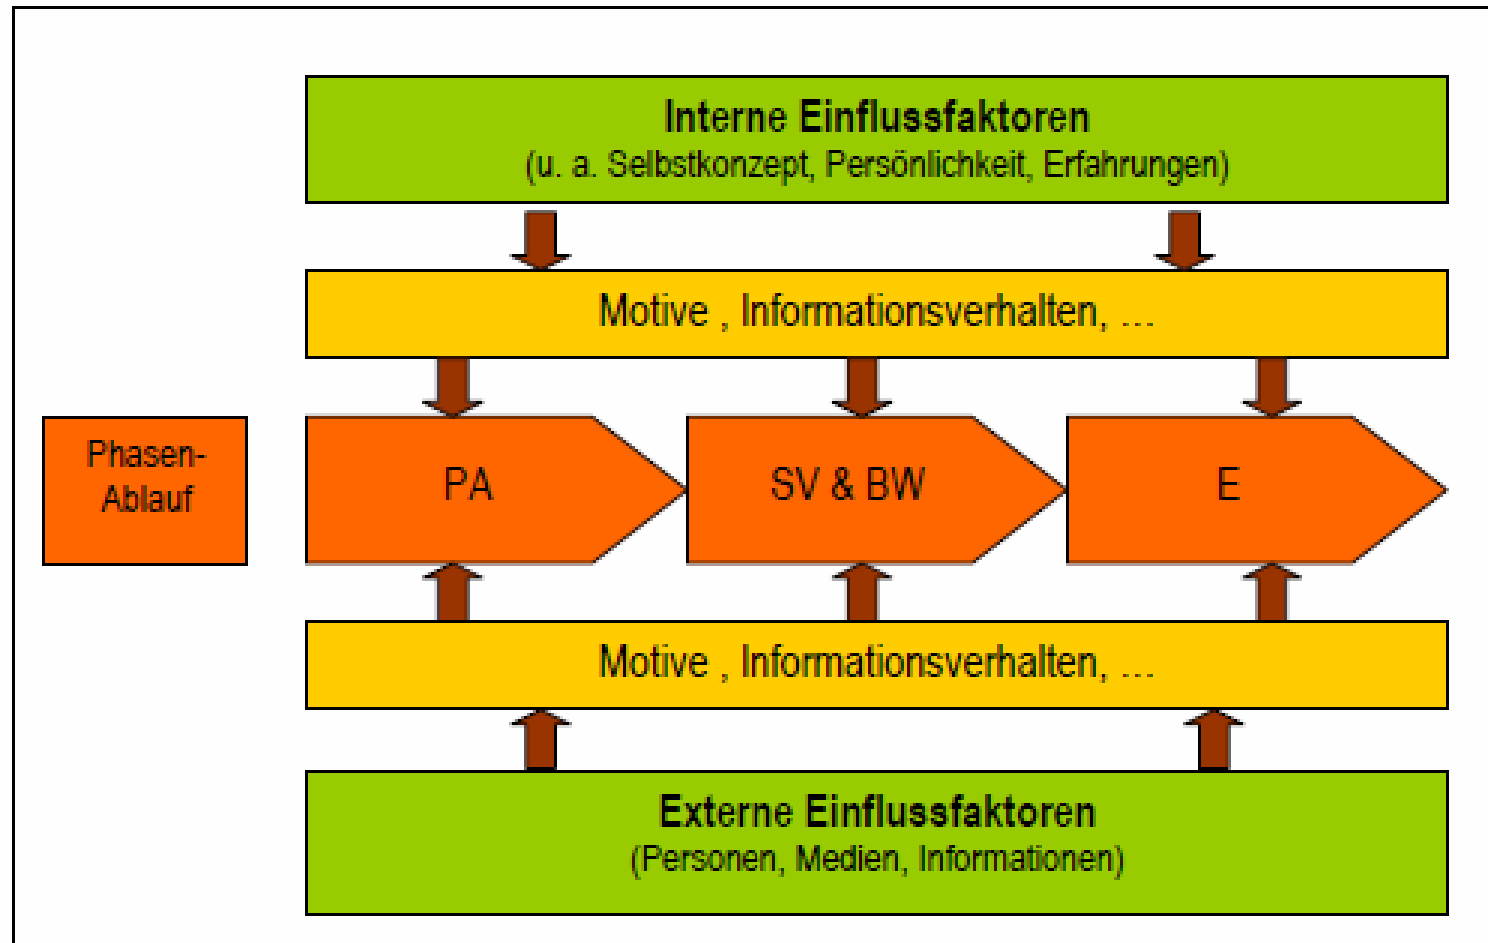 Interne Einflussfaktoren
(u. a. Selbstkonzept, Persönlichkeit, Erfahrungen)
Motive , Informationsverhalten, ...
Phasen-
Ablauf
PA
SV & BW
E
Motive , Informationsverhalten, ...
Externe Einflussfaktoren
(Personen, Medien, Informationen)